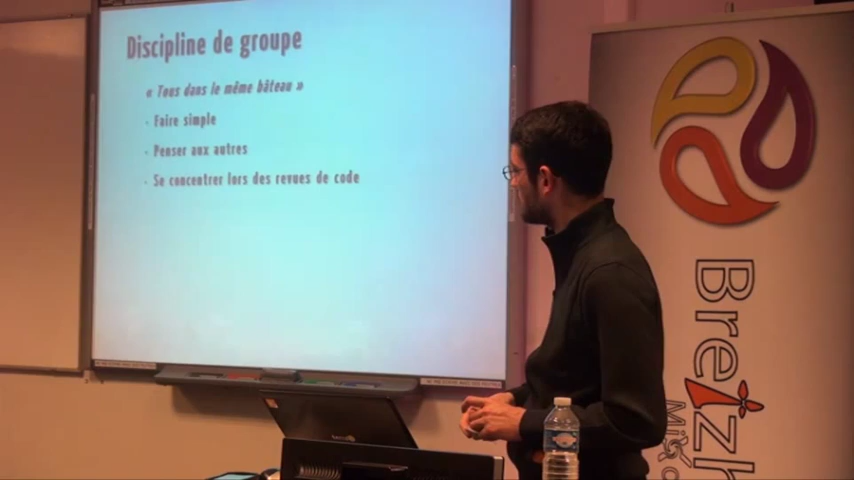 Discipline de groupe
« Tous dans le même bâteau »
- Faire simple
- Penser aux autres
- Se concentrer lors des revues de code
Breizh